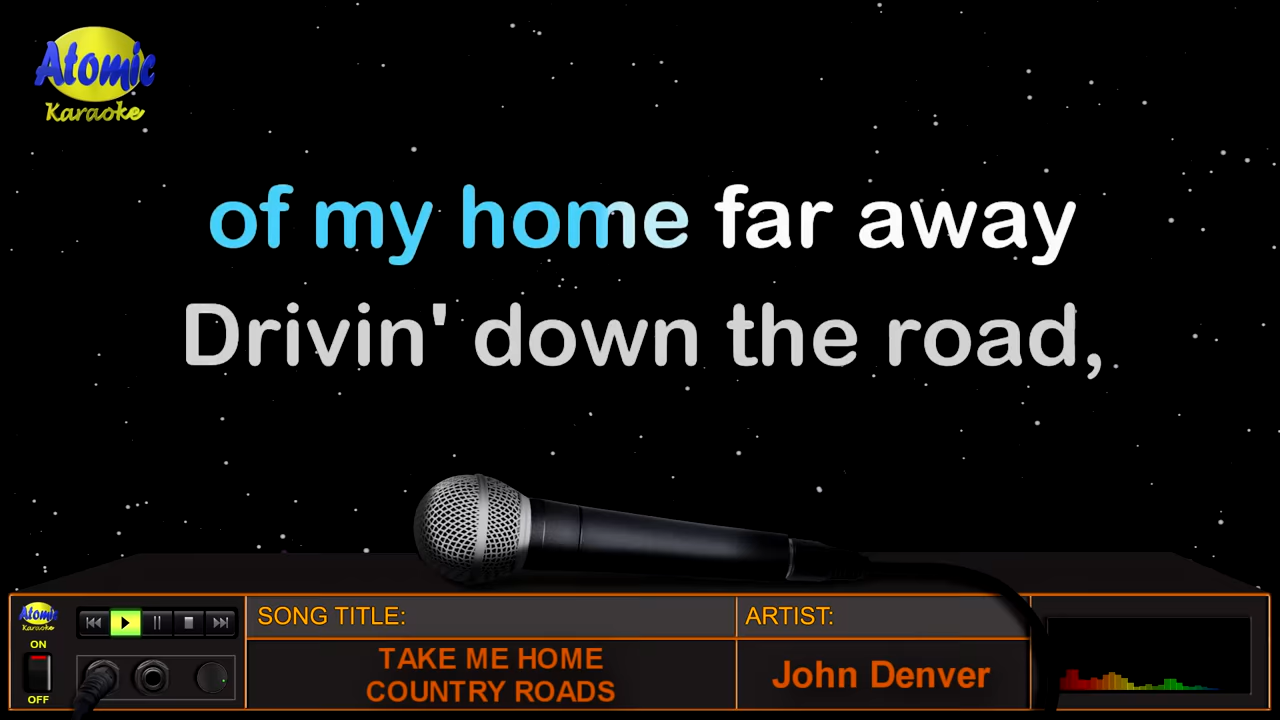 Atomic
Karaoke
of my home far away
Drivin' down the road,
Atomic
Karaoke
ON
OFF
SONG TITLE:
TAKE ME HOME
COUNTRY ROADS
ARTIST:
John Denver